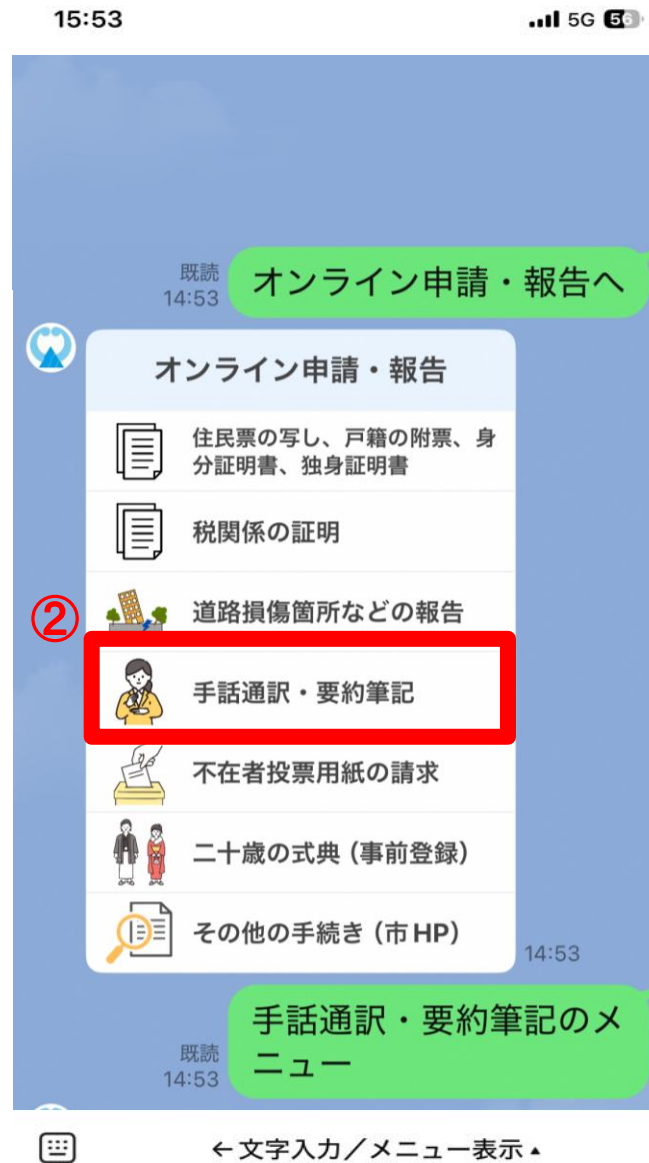 15:53
5G 56
既読
14:53
オンライン申請・報告へ
オンライン申請・報告
住民票の写し、戸籍の附票、身
分証明書、独身証明書
税関係の証明
②
道路損傷箇所などの報告
手話通訳・要約筆記
不在者投票用紙の請求
二十歳の式典（事前登録）
その他の手続き（市HP）
14:53
手話通訳・要約筆記のメ
ニュー
既読
14:53
←文字入力／メニュー表示▲